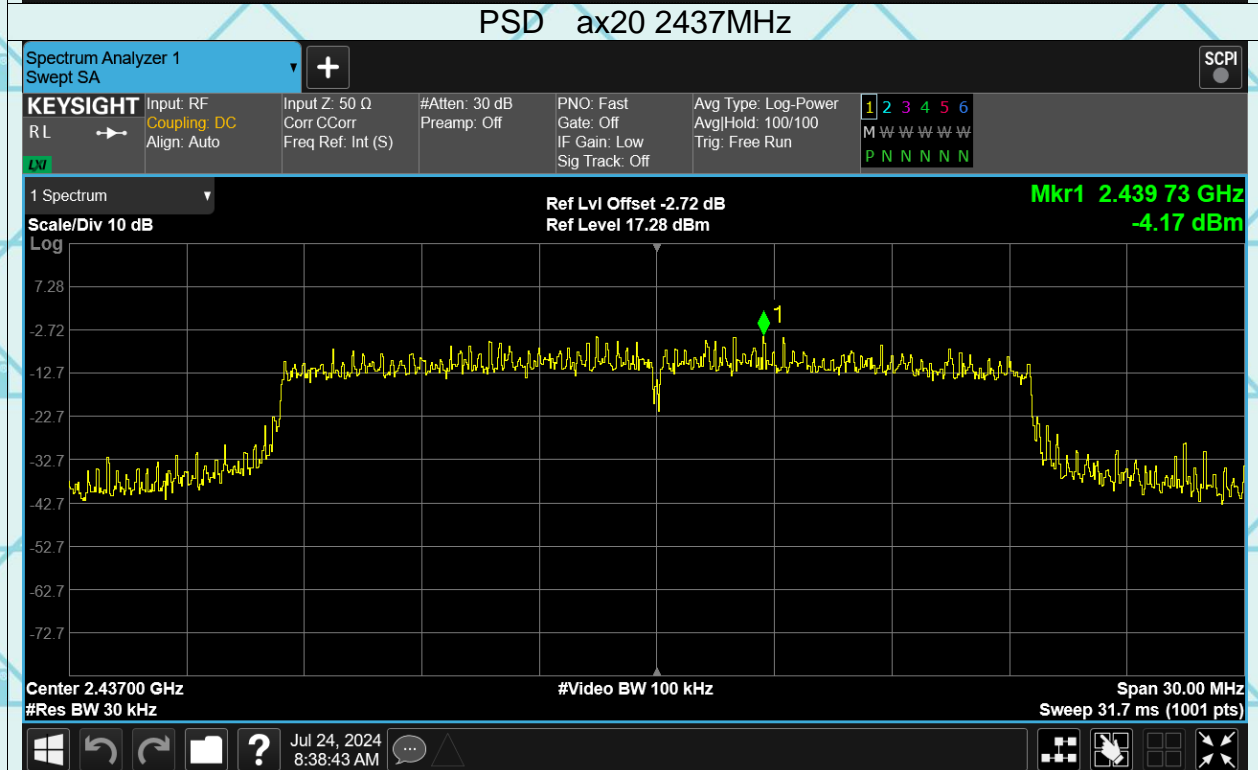 PSD ax20 2437MHz
Spectrum Analyzer 1
Swept SA
+
SCPI
KEYSIGHT
R L
LXI
Input: RF
Coupling: DC
Align: Auto
Input Z: 50 Ω
Corr CCorr
Freq Ref: Int (S)
#Atten: 30 dB
Preamp: Off
PNO: Fast
Gate: Off
IF Gain: Low
Sig Track: Off
Avg Type: Log-Power
Avg|Hold: 100/100
Trig: Free Run
1 2 3 4 5 6
M W W W W W
P N N N N N
1 Spectrum
Scale/Div 10 dB
Log
Ref Lvl Offset -2.72 dB
Ref Level 17.28 dBm
Mkr1 2.439 73 GHz
-4.17 dBm
1
7.28
-2.72
-12.7
-22.7
-32.7
-42.7
-52.7
-62.7
-72.7
Center 2.43700 GHz
#Res BW 30 kHz
#Video BW 100 kHz
Span 30.00 MHz
Sweep 31.7 ms (1001 pts)
?
Jul 24, 2024
8:38:43 AM